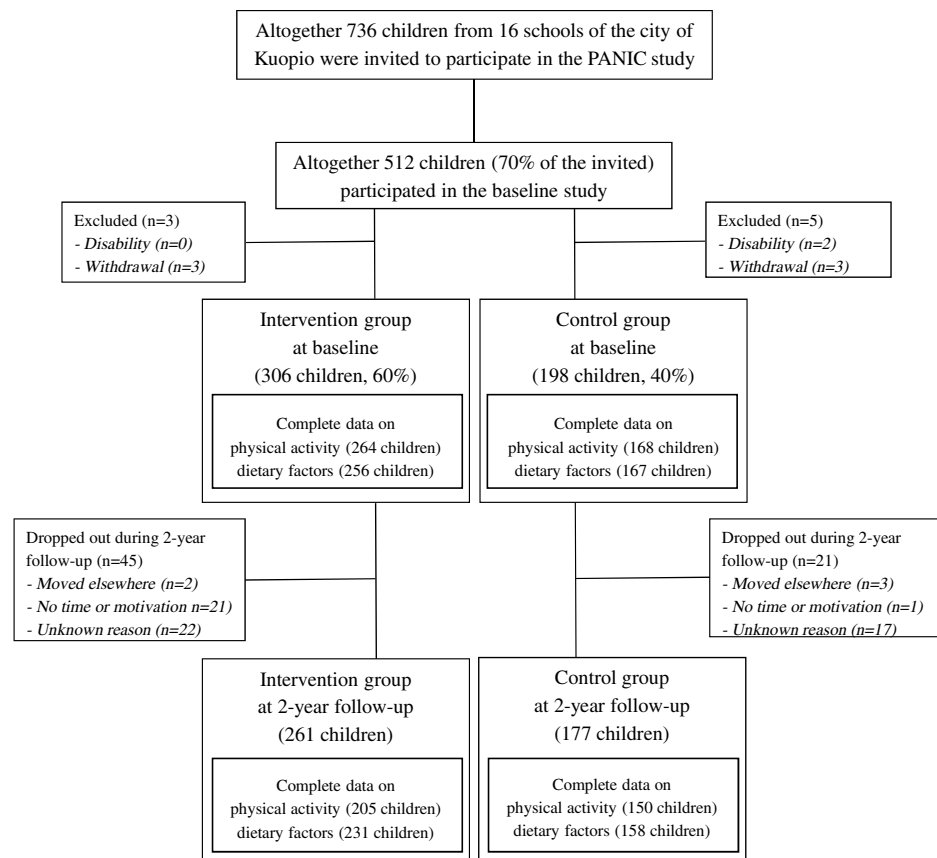 Altogether 736 children from 16 schools of the city of
Kuopio were invited to participate in the PANIC study
Altogether 512 children (70% of the invited)
participated in the baseline study
Excluded (n=3)
- Disability (n=0)
- Withdrawal (n=3)
Excluded (n=5)
- Disability (n=2)
- Withdrawal (n=3)
Intervention group
at baseline
(306 children, 60%)
Complete data on
physical activity (264 children)
dietary factors (256 children)
Control group
at baseline
(198 children, 40%)
Complete data on
physical activity (168 children)
dietary factors (167 children)
Dropped out during 2-year
follow-up (n=45)
- Moved elsewhere (n=2)
- No time or motivation n=21)
- Unknown reason (n=22)
Dropped out during 2-year
follow-up (n=21)
- Moved elsewhere (n=3)
- No time or motivation (n=1)
- Unknown reason (n=17)
Intervention group
at 2-year follow-up
(261 children)
Complete data on
physical activity (205 children)
dietary factors (231 children)
Control group
at 2-year follow-up
(177 children)
Complete data on
physical activity (150 children)
dietary factors (158 children)